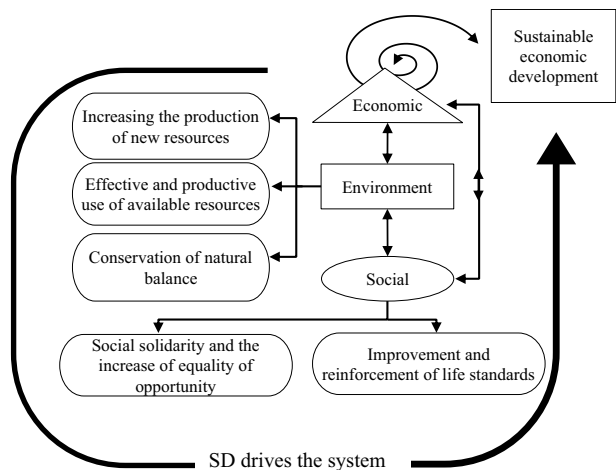 Sustainable
economic
development
Economic
Increasing the production
of new resources
Effective and productive
use of available resources
Environment
Conservation of natural
balance
Social
Social solidarity and the
increase of equality of
opportunity
Improvement and
reinforcement of life standards
SD drives the system